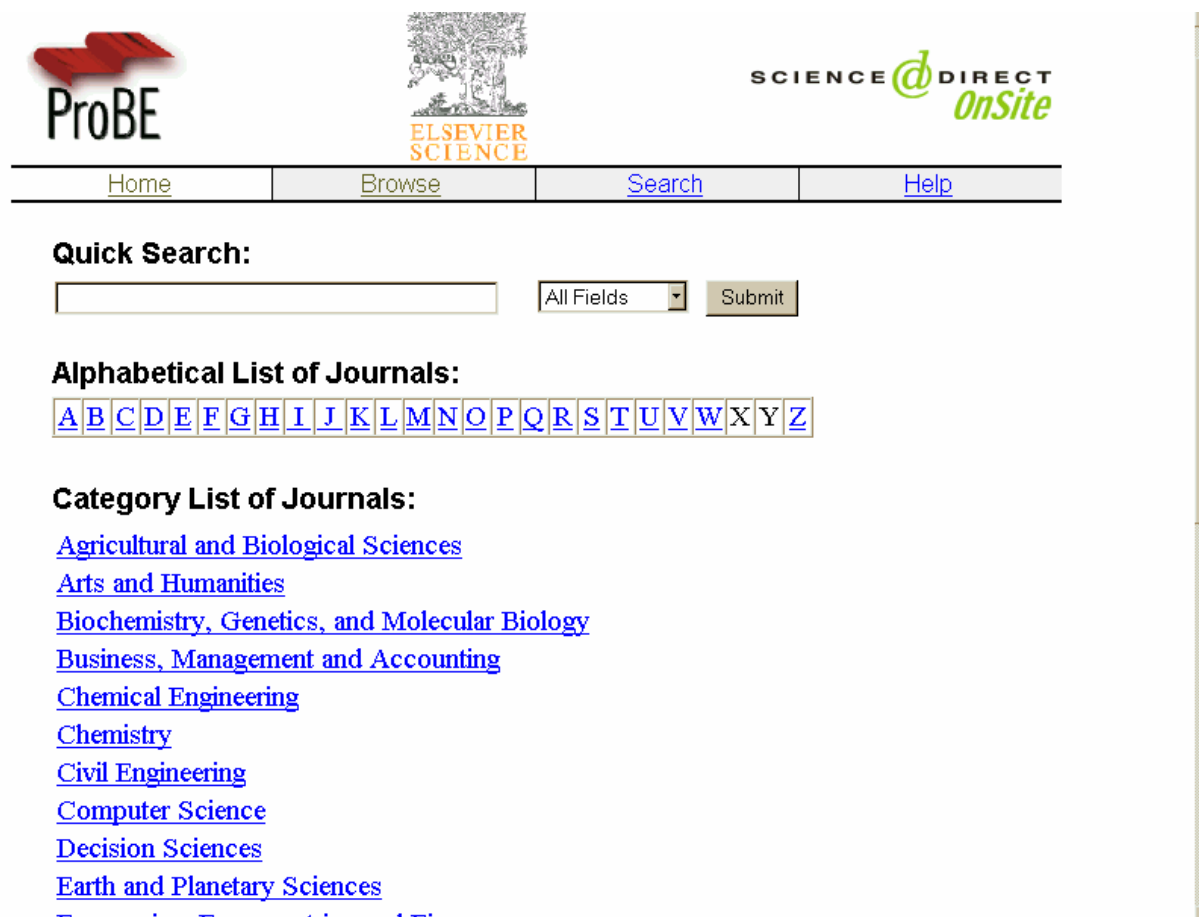 ProBE
ELSEVIER
SCIENCE
SCIENCE @ DIRECT
OnSite
Home Browse Search Help
Quick Search:
All Fields Submit
Alphabetical List of Journals:
A B C D E F G H I J K L M N O P Q R S T U V W X Y Z
Category List of Journals:
Agricultural and Biological Sciences
Arts and Humanities
Biochemistry, Genetics, and Molecular Biology
Business, Management and Accounting
Chemical Engineering
Chemistry
Civil Engineering
Computer Science
Decision Sciences
Earth and Planetary Sciences